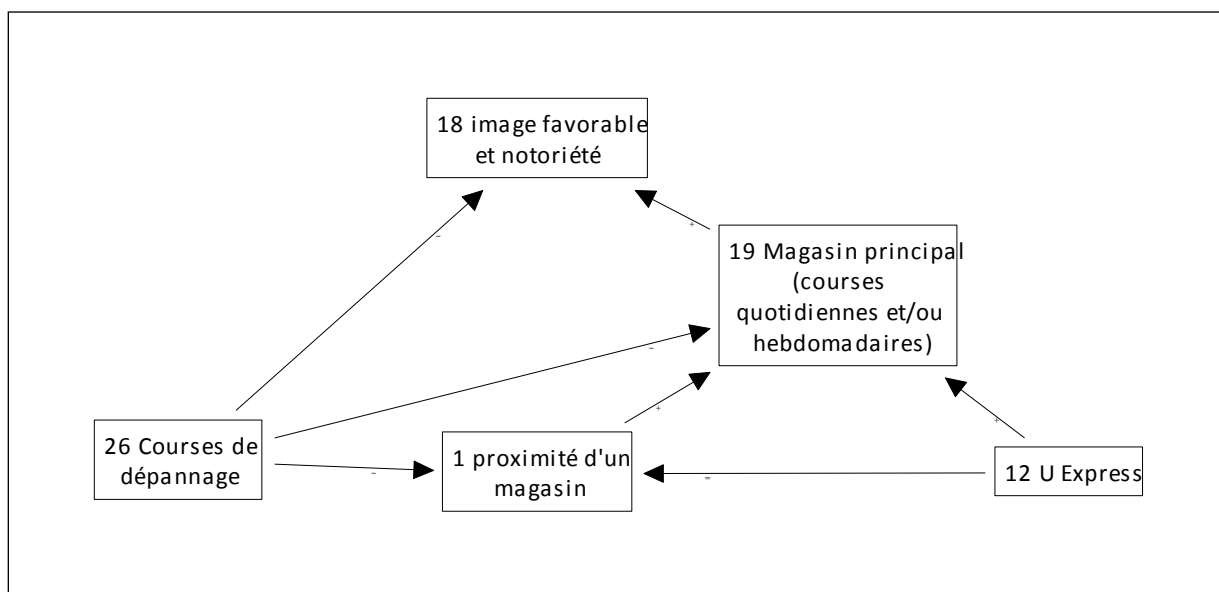 18 image favorable
et notoriété
+
-
19 Magasin principal
(courses
quotidiennes et/ou
hebdomadaires)
-
+
+
26 Courses de
dépannage
-
1 proximité d'un
magasin
-
12 U Express